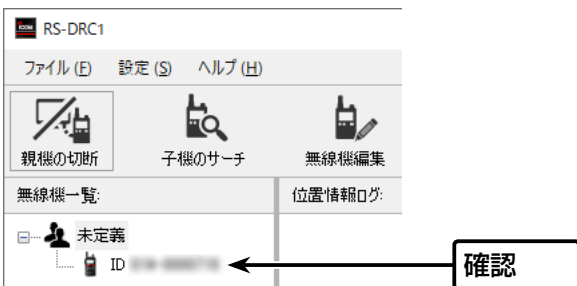 ICOM RS-DRC1
ファイル(F) 設定(S) ヘルプ(H)
親機の切断 子機のサーチ 無線機編集
無線機一覧: 位置情報ログ:
未定義
ID
確認